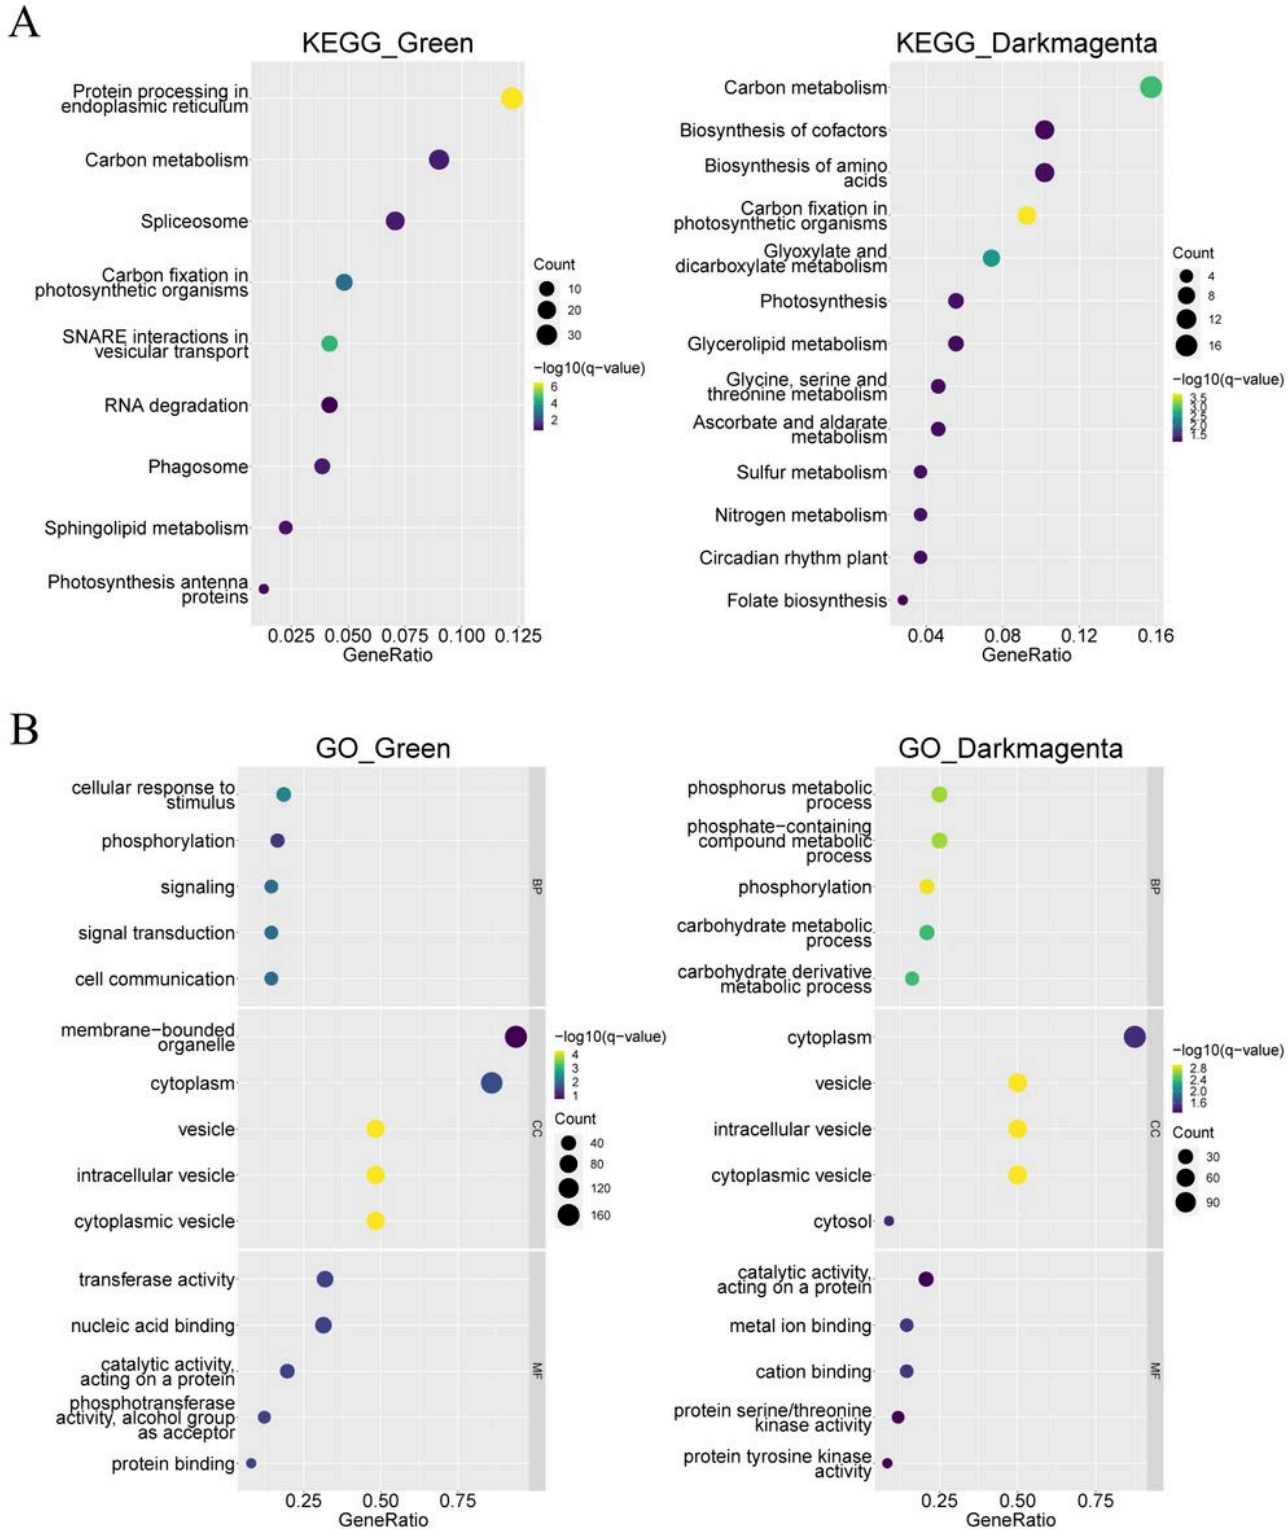 A
KEGG_Green
Protein processing in
endoplasmic reticulum
Carbon metabolism
Spliceosome
Carbon fixation in
photosynthetic organisms
SNARE interactions in
vesicular transport
RNA degradation
Phagosome
Sphingolipid metabolism
Photosynthesis antenna
proteins
0.025 0.050 0.075 0.100 0.125
GeneRatio
Count
10
20
30
−log10(q-value)
6
4
2
KEGG_Darkmagenta
Carbon metabolism
Biosynthesis of cofactors
Biosynthesis of amino
acids
Carbon fixation in
photosynthetic organisms
Glyoxylate and
dicarboxylate metabolism
Photosynthesis
Glycerolipid metabolism
Glycine, serine and
threonine metabolism
Ascorbate and aldarate
metabolism
Sulfur metabolism
Nitrogen metabolism
Circadian rhythm plant
Folate biosynthesis
0.04 0.08 0.12 0.16
GeneRatio
Count
4
8
12
16
−log10(q-value)
3.5
3.0
2.5
2.0
1.5
B
GO_Green
cellular response to
stimulus
phosphorylation
signaling
signal transduction
cell communication
BP
membrane−bounded
organelle
cytoplasm
vesicle
intracellular vesicle
cytoplasmic vesicle
CC
transferase activity
nucleic acid binding
catalytic activity,
acting on a protein
phosphotransferase
activity, alcohol group
as acceptor
protein binding
MF
0.25 0.50 0.75
GeneRatio
−log10(q-value)
4
3
2
1
Count
40
80
120
160
GO_Darkmagenta
phosphorus metabolic
process
phosphate−containing
compound metabolic
process
phosphorylation
carbohydrate metabolic
process
carbohydrate derivative
metabolic process
BP
cytoplasm
vesicle
intracellular vesicle
cytoplasmic vesicle
cytosol
CC
catalytic activity,
acting on a protein
metal ion binding
cation binding
protein serine/threonine
kinase activity
protein tyrosine kinase
activity
MF
0.25 0.50 0.75
GeneRatio
−log10(q-value)
2.8
2.4
2.0
1.6
Count
30
60
90